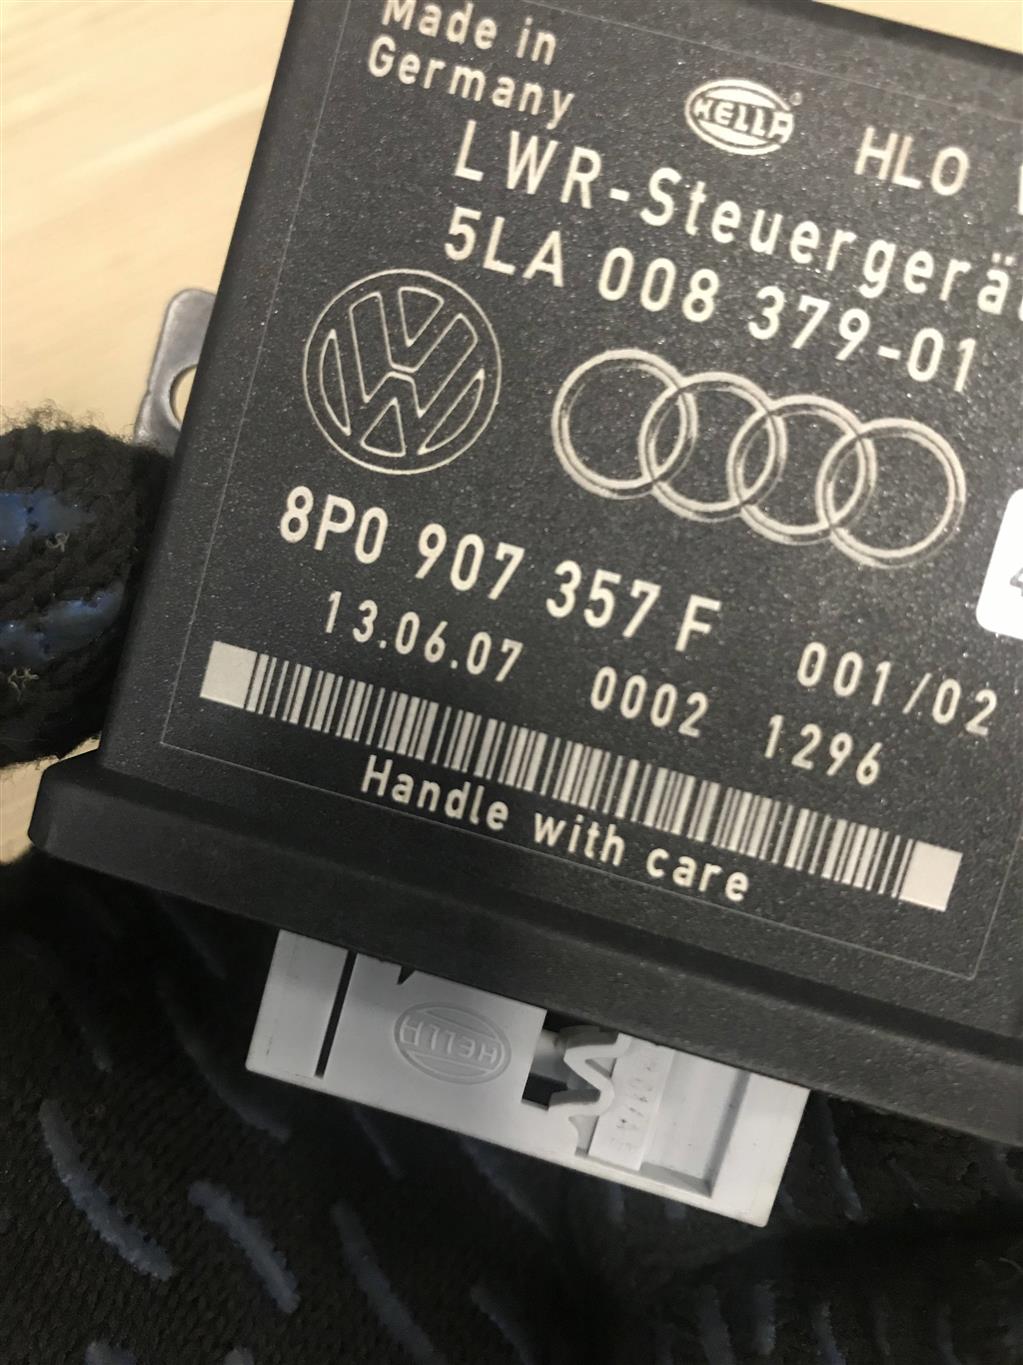 Made in
Germany
HELLA
HLO
LWR-Steuergerät
5LA 008 379-01
8P0 907 357 F
001/02
13.06.07 0002 1296
Handle with care
HELLA